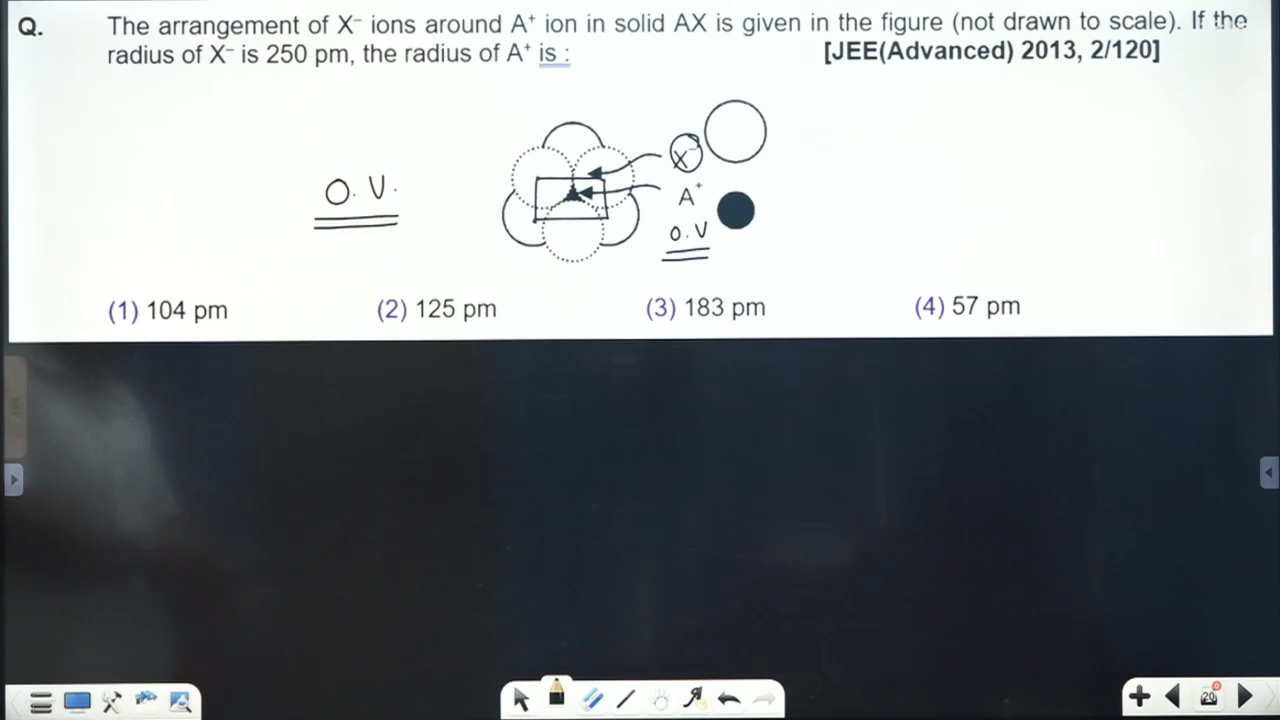 Q. The arrangement of X⁻ ions around A⁺ ion in solid AX is given in the figure (not drawn to scale). If the
radius of X⁻ is 250 pm, the radius of A⁺ is :
[JEE(Advanced) 2013, 2/120]
X⁻
O.V.
A⁺
O.V
(1) 104 pm
(2) 125 pm
(3) 183 pm
(4) 57 pm
20